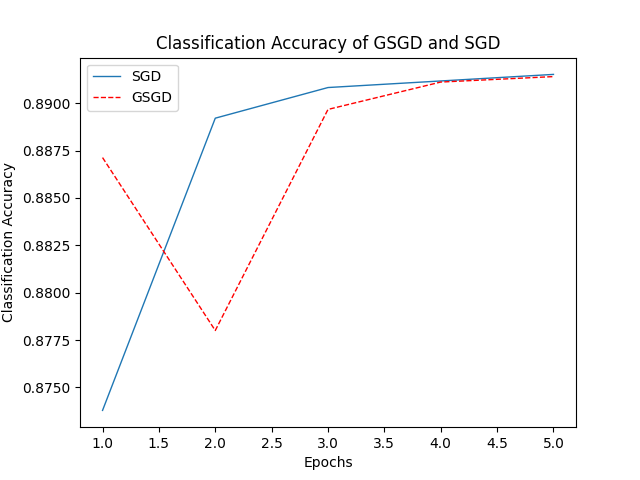 Classification Accuracy of GSGD and SGD
SGD
GSGD
Classification Accuracy
0.8900
0.8875
0.8850
0.8825
0.8800
0.8775
0.8750
1.0 1.5 2.0 2.5 3.0 3.5 4.0 4.5 5.0
Epochs